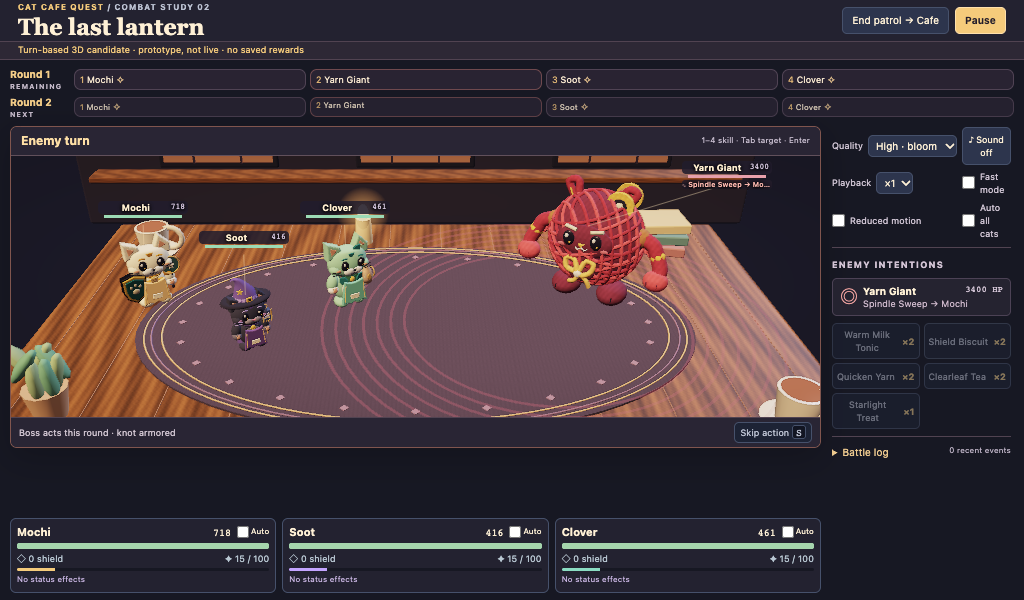 CAT CAFE QUEST / COMBAT STUDY 02
The last lantern
End patrol → Cafe
Pause
Turn-based 3D candidate · prototype, not live · no saved rewards
Round 1
REMAINING
1 Mochi ✧
2 Yarn Giant
3 Soot ✧
4 Clover ✧
Round 2
NEXT
1 Mochi ✧
2 Yarn Giant
3 Soot ✧
4 Clover ✧
Enemy turn
1–4 skill · Tab target · Enter
Yarn Giant 3400
Spindle Sweep → Mo...
Mochi 718
Clover 461
Soot 416
Boss acts this round · knot armored
Skip action S
Quality High · bloom
♪ Sound off
Playback x1
Fast mode
Reduced motion
Auto all cats
ENEMY INTENTIONS
Yarn Giant 3400 HP
Spindle Sweep → Mochi
Warm Milk Tonic ×2
Shield Biscuit ×2
Quicken Yarn ×2
Clearleaf Tea ×2
Starlight Treat ×1
▶ Battle log
0 recent events
Mochi 718 Auto
◇ 0 shield ✦ 15 / 100
No status effects
Soot 416 Auto
◇ 0 shield ✦ 15 / 100
No status effects
Clover 461 Auto
◇ 0 shield ✦ 15 / 100
No status effects